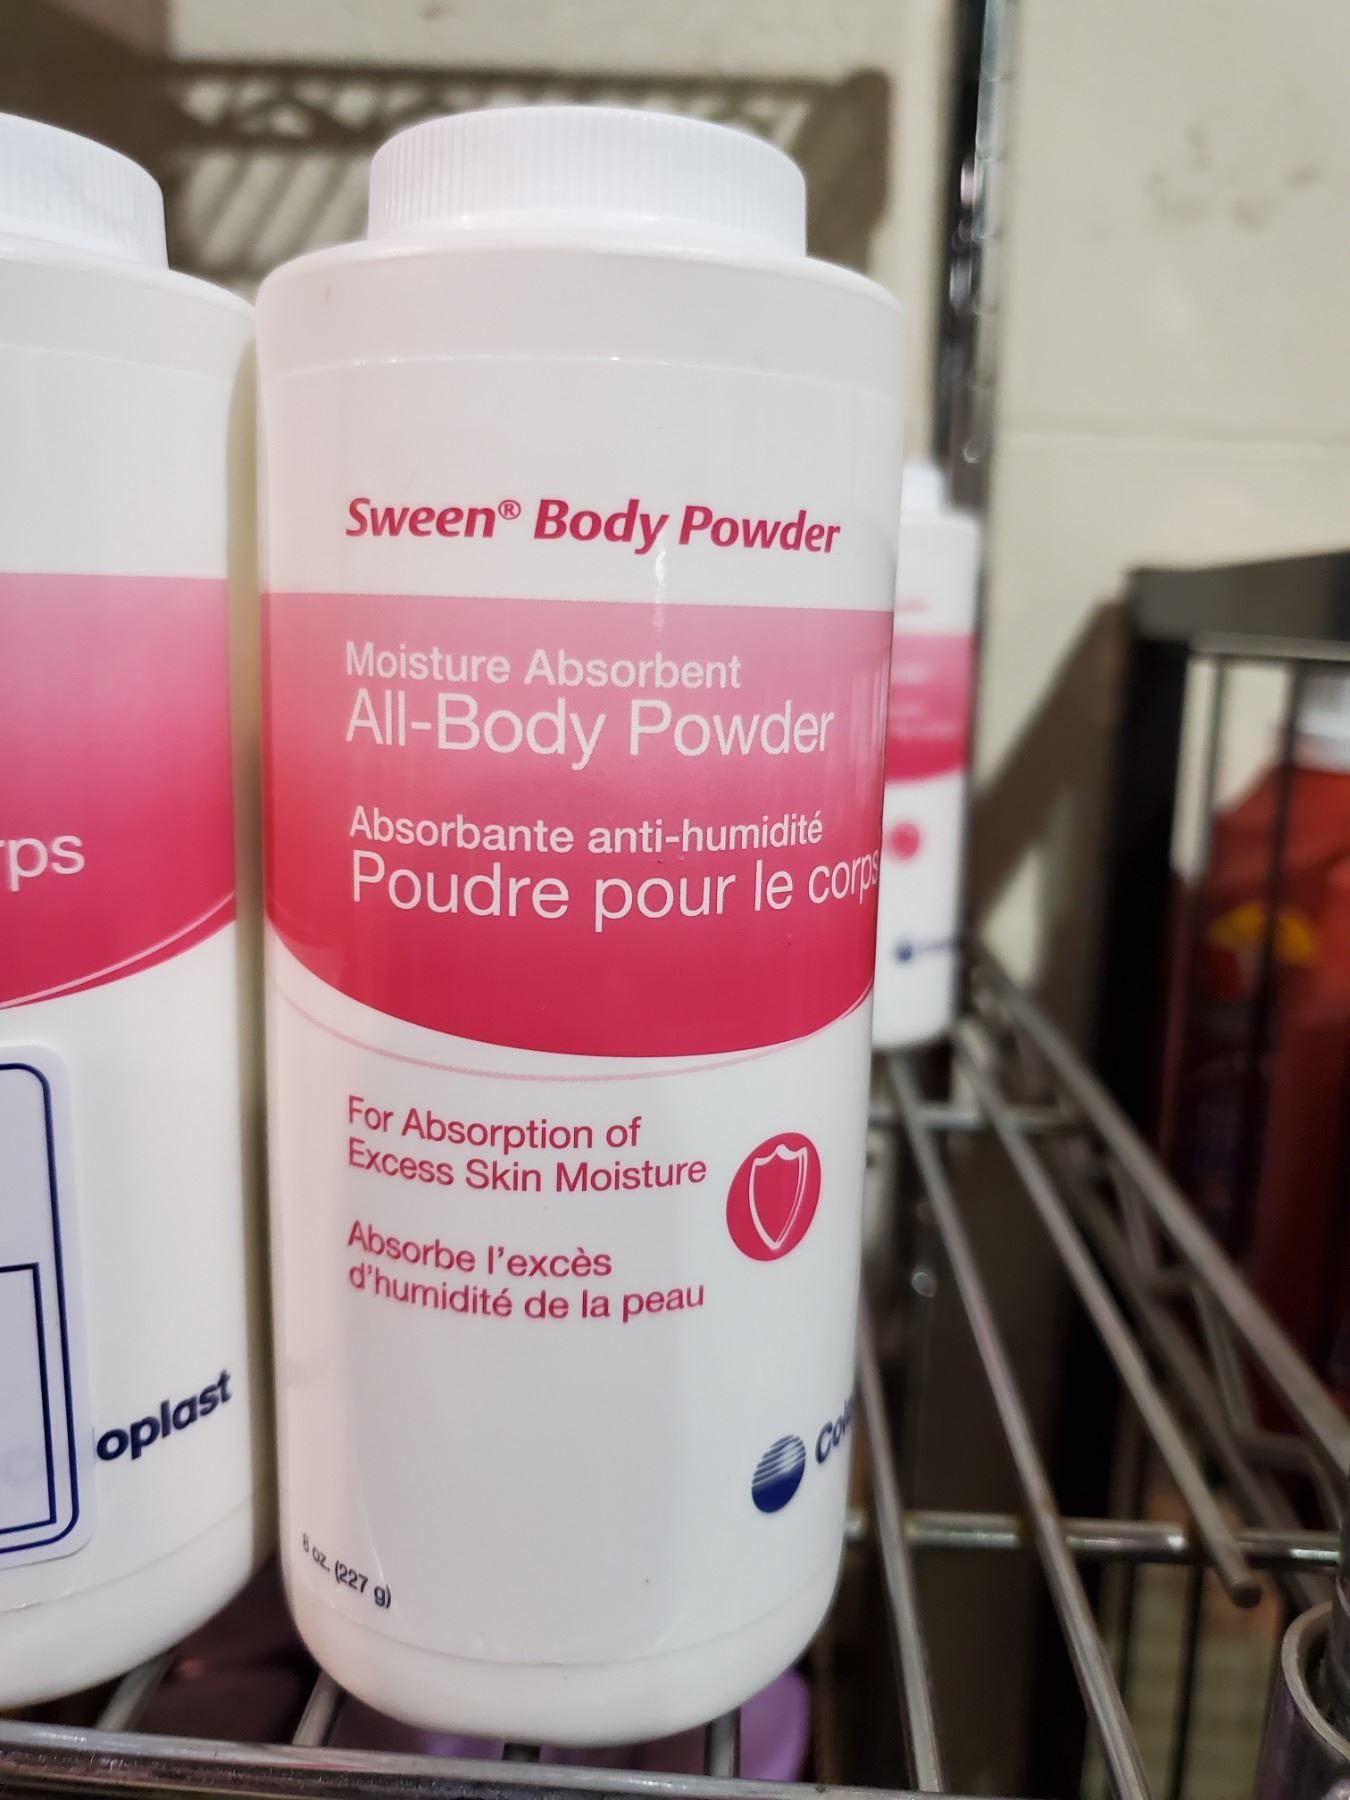 Sween® Body Powder
Moisture Absorbent
All-Body Powder
Absorbante anti-humidité
Poudre pour le corps
For Absorption of
Excess Skin Moisture
Absorbe l'excès
d'humidité de la peau
Col
8 oz. (227 g)
rps
oplast